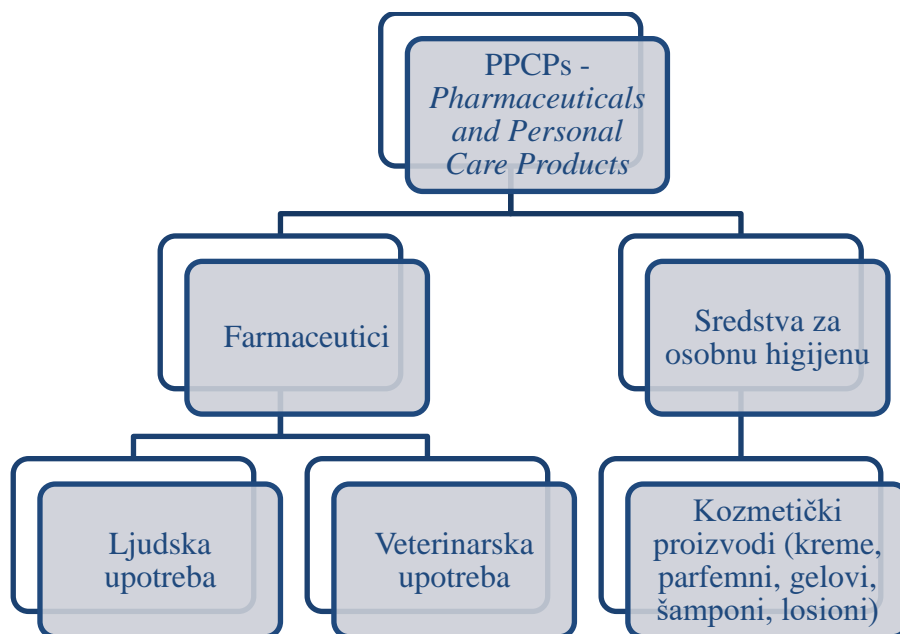 PPCPs -
Pharmaceuticals
and Personal
Care Products
Farmaceutici
Sredstva za
osobnu higijenu
Ljudska
upotreba
Veterinarska
upotreba
Kozmetički
proizvodi (kreme,
parfemni, gelovi,
šamponi, losioni)